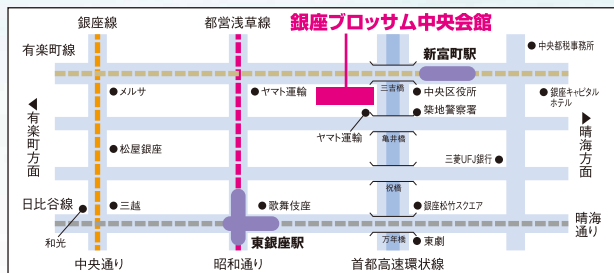 銀座線
都営浅草線
銀座ブロッサム中央会館
有楽町線
新富町駅
中央都税事務所
メルサ
ヤマト運輸
三吉橋
中央区役所
銀座キャピタル
ホテル
築地警察署
有楽町方面
ヤマト運輸
亀井橋
晴海方面
松屋銀座
三菱UFJ銀行
祝橋
日比谷線
三越
歌舞伎座
銀座松竹スクエア
晴海
通り
和光
東銀座駅
万年橋
東劇
中央通り
昭和通り
首都高速環状線